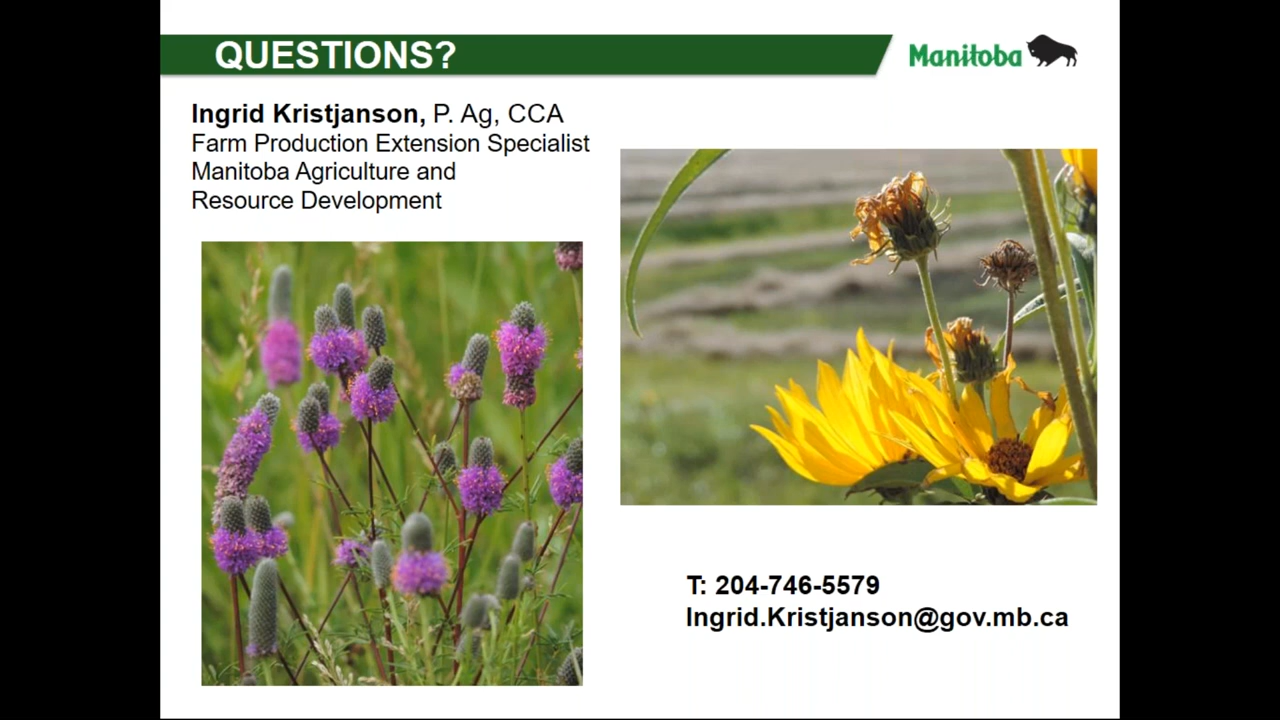 QUESTIONS?
Manitoba
Ingrid Kristjanson, P. Ag, CCA
Farm Production Extension Specialist
Manitoba Agriculture and
Resource Development
T: 204-746-5579
Ingrid.Kristjanson@gov.mb.ca